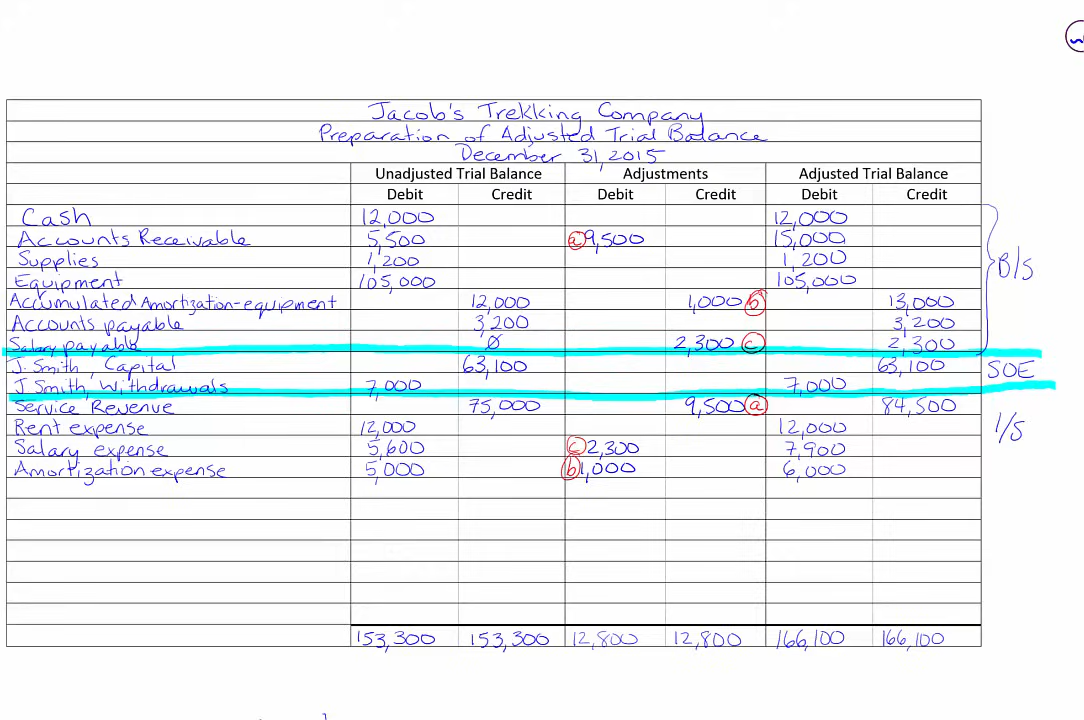 Jacob's Trekking Company
Preparation of Adjusted Trial Balance
December 31, 2015
Unadjusted Trial Balance Adjustments Adjusted Trial Balance
Debit Credit Debit Credit Debit Credit
Cash 12,000 12,000
Accounts Receivable 5,500 a 9,500 15,000
Supplies 1,200 1,200
Equipment 105,000 105,000
B/S
Accumulated Amortization-equipment 12,000 1,000 b 13,000
Accounts payable 3,200 3,200
Salary payable Ø 2,300 c 2,300
J. Smith, Capital 63,100 63,100 SOE
J. Smith, Withdrawals 7,000 7,000
Service Revenue 75,000 9,500 a 84,500
Rent expense 12,000 12,000 I/S
Salary expense 5,600 c 2,300 7,900
Amortization expense 5,000 b 1,000 6,000
153,300 153,300 12,800 12,800 166,100 166,100